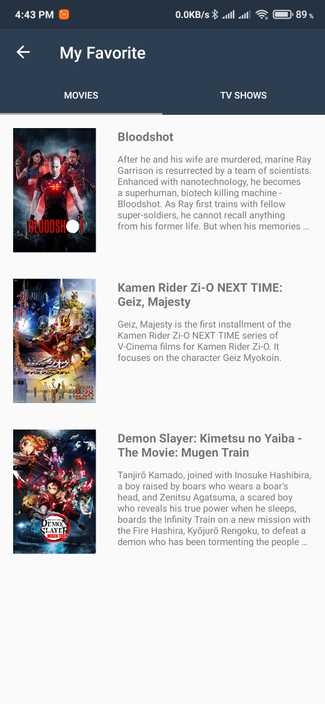 4:43 PM
0.0KB/s
89%
My Favorite
MOVIES
TV SHOWS
Bloodshot
After he and his wife are murdered, marine Ray
Garrison is resurrected by a team of scientists.
Enhanced with nanotechnology, he becomes
a superhuman, biotech killing machine -
Bloodshot. As Ray first trains with fellow
super-soldiers, he cannot recall anything
from his former life. But when his memories ...
Kamen Rider Zi-O NEXT TIME:
Geiz, Majesty
Geiz, Majesty is the first installment of the
Kamen Rider Zi-O NEXT TIME series of
V-Cinema films for Kamen Rider Zi-O. It
focuses on the character Geiz Myokoin.
DEMON
SLAYER
Demon Slayer: Kimetsu no Yaiba -
The Movie: Mugen Train
Tanjirō Kamado, joined with Inosuke Hashibira,
a boy raised by boars who wears a boar's
head, and Zenitsu Agatsuma, a scared boy
who reveals his true power when he sleeps,
boards the Infinity Train on a new mission with
the Fire Hashira, Kyōjurō Rengoku, to defeat a
demon who has been tormenting the people ...